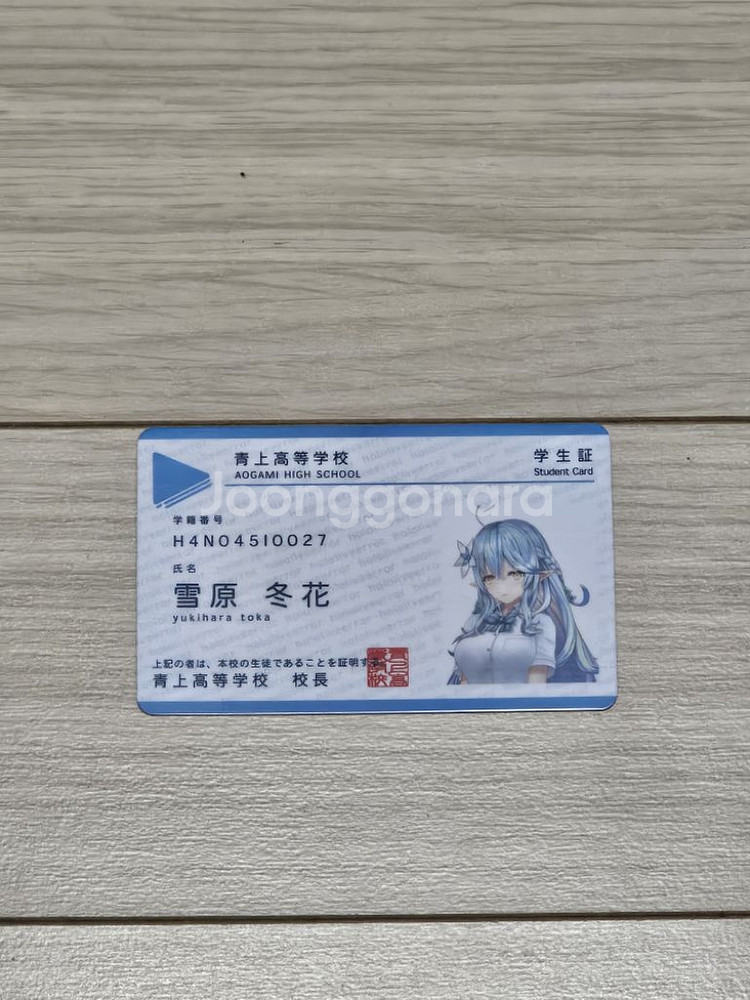 青上高等学校
AOGAMI HIGH SCHOOL
学生証
Student Card
Joonggonara
学籍番号
H4N04510027
氏名
雪原 冬花
yukihara toka
上記の者は、本校の生徒であることを証明する
青上高等学校 校長